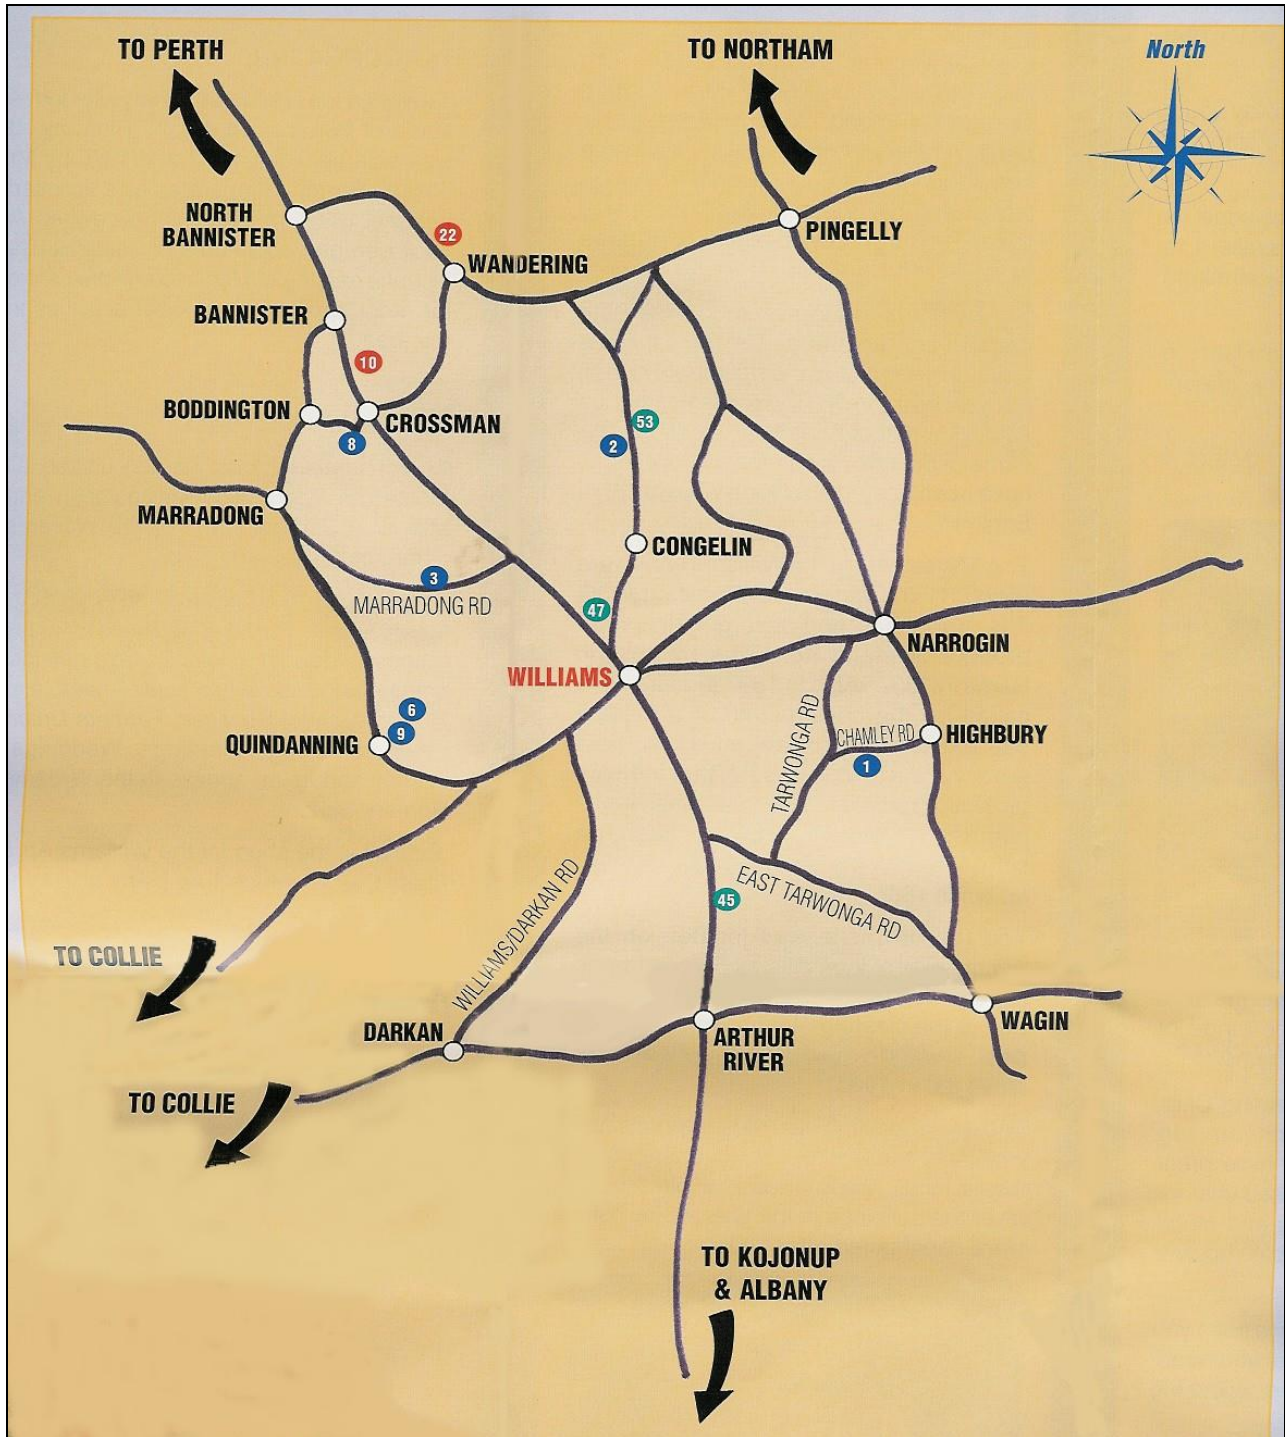 TO PERTH
TO NORTHAM
North
NORTH
BANNISTER
22
WANDERING
PINGELLY
BANNISTER
10
BODDINGTON
CROSSMAN
8
53
2
MARRADONG
CONGELIN
3
MARRADONG RD
47
NARROGIN
WILLIAMS
6
9
QUINDANNING
TARWONGA RD
CHAMLEY RD
HIGHBURY
1
EAST TARWONGA RD
45
WILLIAMS/DARKAN RD
TO COLLIE
DARKAN
ARTHUR
RIVER
WAGIN
TO COLLIE
TO KOJONUP
& ALBANY